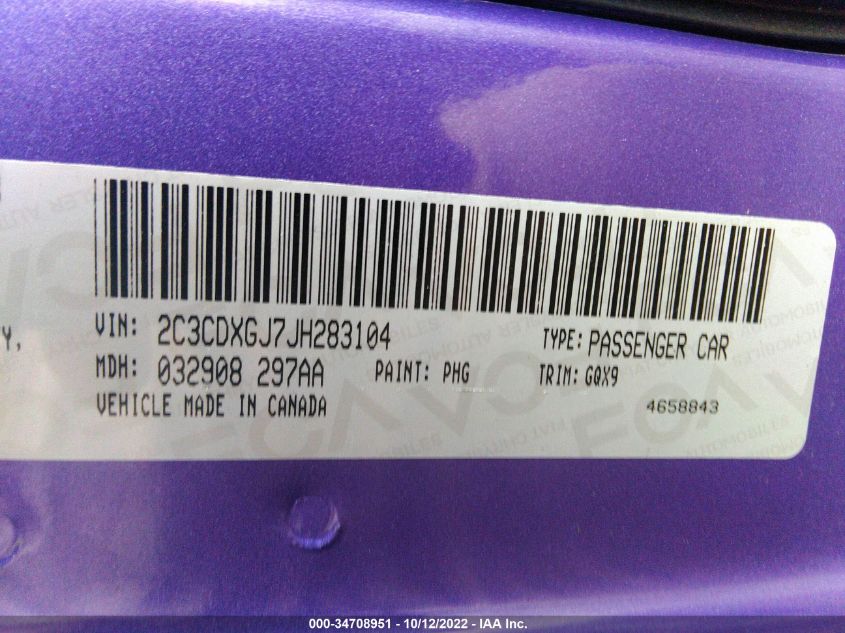 Y,
VIN: 2C3CDXGJ7JH283104 TYPE: PASSENGER CAR
MDH: 032908 297AA PAINT: PHG TRIM: GQX9
VEHICLE MADE IN CANADA 4658843
000-34708951 - 10/12/2022 - IAA Inc.